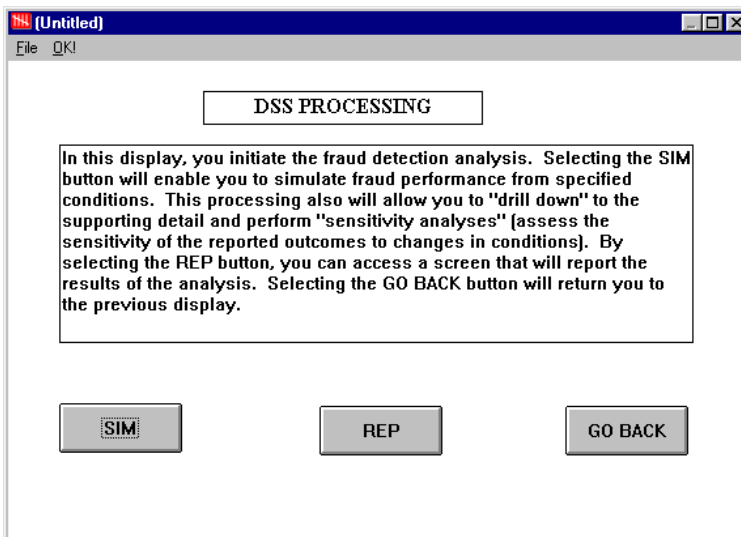 (Untitled)
File OK!
DSS PROCESSING
In this display, you initiate the fraud detection analysis.  Selecting the SIM
button will enable you to simulate fraud performance from specified
conditions.  This processing also will allow you to "drill down" to the
supporting detail and perform "sensitivity analyses" (assess the
sensitivity of the reported outcomes to changes in conditions).  By
selecting the REP button, you can access a screen that will report the
results of the analysis.  Selecting the GO BACK button will return you to
the previous display.
SIM REP GO BACK